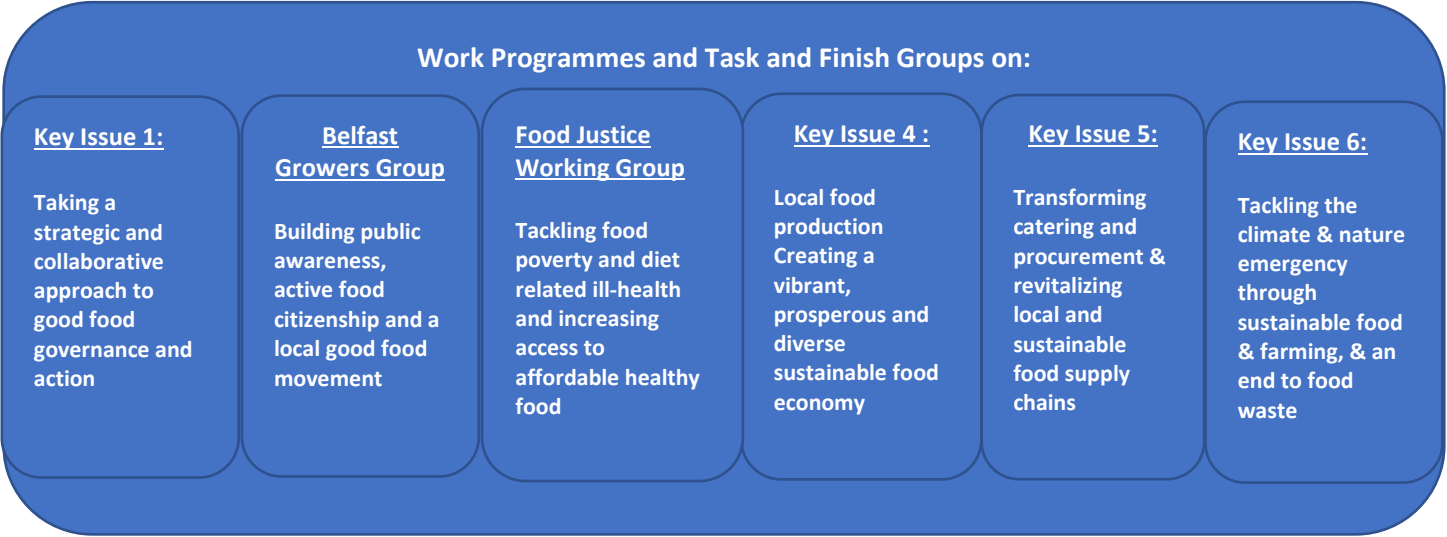 Work Programmes and Task and Finish Groups on:
Key Issue 1:
Taking a
strategic and
collaborative
approach to
good food
governance and
action
Belfast
Growers Group
Building public
awareness,
active food
citizenship and a
local good food
movement
Food Justice
Working Group
Tackling food
poverty and diet
related ill-health
and increasing
access to
affordable healthy
food
Key Issue 4 :
Local food
production
Creating a
vibrant,
prosperous and
diverse
sustainable food
economy
Key Issue 5:
Transforming
catering and
procurement &
revitalizing
local and
sustainable
food supply
chains
Key Issue 6:
Tackling the
climate & nature
emergency
through
sustainable food
& farming, & an
end to food
waste